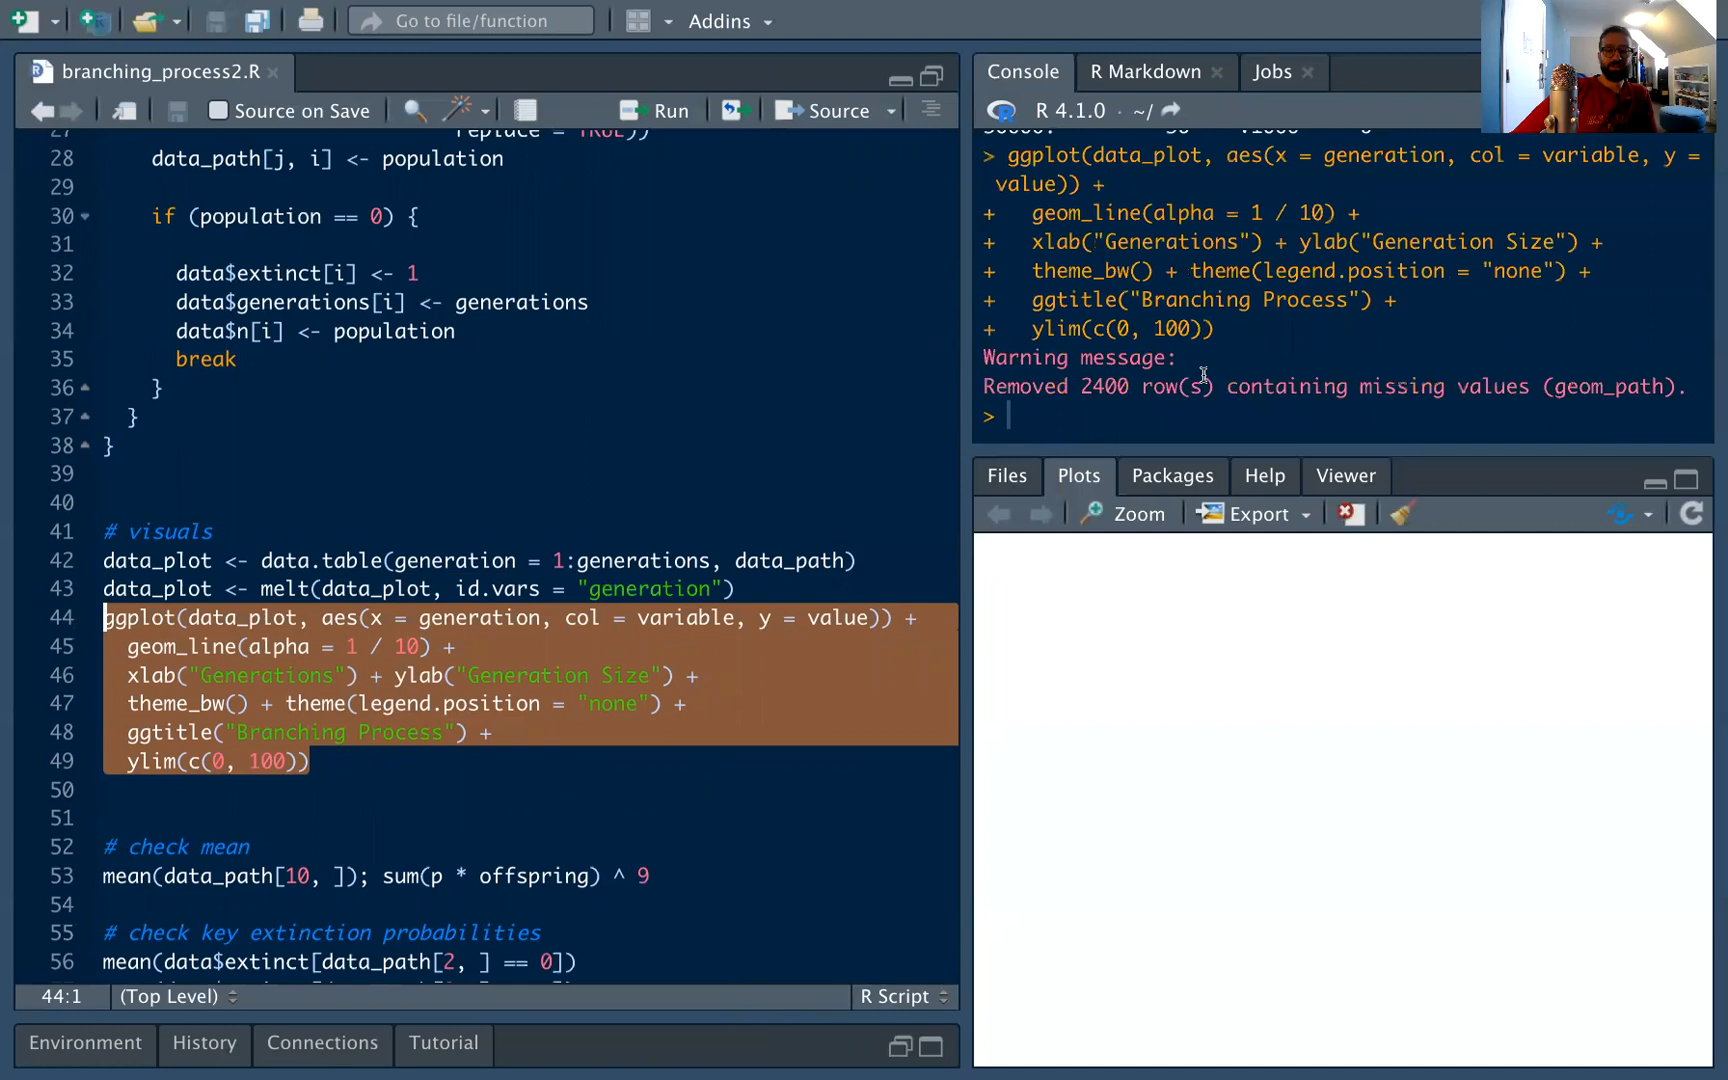 Go to file/function
Addins
branching_process2.R
Source on Save
Run
Source
27 replace = TRUE))
28 data_path[j, i] <- population
29
30 if (population == 0) {
31
32 data$extinct[i] <- 1
33 data$generations[i] <- generations
34 data$n[i] <- population
35 break
36 }
37 }
38 }
39
40
41 # visuals
42 data_plot <- data.table(generation = 1:generations, data_path)
43 data_plot <- melt(data_plot, id.vars = "generation")
44 ggplot(data_plot, aes(x = generation, col = variable, y = value)) +
45 geom_line(alpha = 1 / 10) +
46 xlab("Generations") + ylab("Generation Size") +
47 theme_bw() + theme(legend.position = "none") +
48 ggtitle("Branching Process") +
49 ylim(c(0, 100))
50
51
52 # check mean
53 mean(data_path[10, ]); sum(p * offspring) ^ 9
54
55 # check key extinction probabilities
56 mean(data$extinct[data_path[2, ] == 0])
44:1 (Top Level) R Script
Environment History Connections Tutorial
Console R Markdown Jobs
R 4.1.0 · ~/
> ggplot(data_plot, aes(x = generation, col = variable, y =
value)) +
+ geom_line(alpha = 1 / 10) +
+ xlab("Generations") + ylab("Generation Size") +
+ theme_bw() + theme(legend.position = "none") +
+ ggtitle("Branching Process") +
+ ylim(c(0, 100))
Warning message:
Removed 2400 row(s) containing missing values (geom_path).
>
Files Plots Packages Help Viewer
Zoom Export